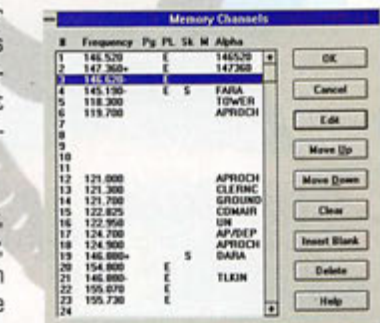 Memory Channels
# Frequency Pg PL Sk M Alpha
1 146.520 E 146520
2 147.360+ E 147360
3 146.620- E
4 145.190- E S FARA
5 118.300 TOWER
6 119.700 APROCH
7
8
9
10
11
12 121.000 APROCH
13 121.300 CLERNC
14 121.700 GROUND
15 122.825 COMAIR
16 122.950 UN
17 124.700 AP/DEP
18 124.900 APROCH
19 146.880+ S DARA
20 154.800 E
21 146.880- E TLKIN
22 155.070 E
23 155.730 E
24
OK
Cancel
Edit
Move Up
Move Down
Clear
Insert Blank
Delete
Help